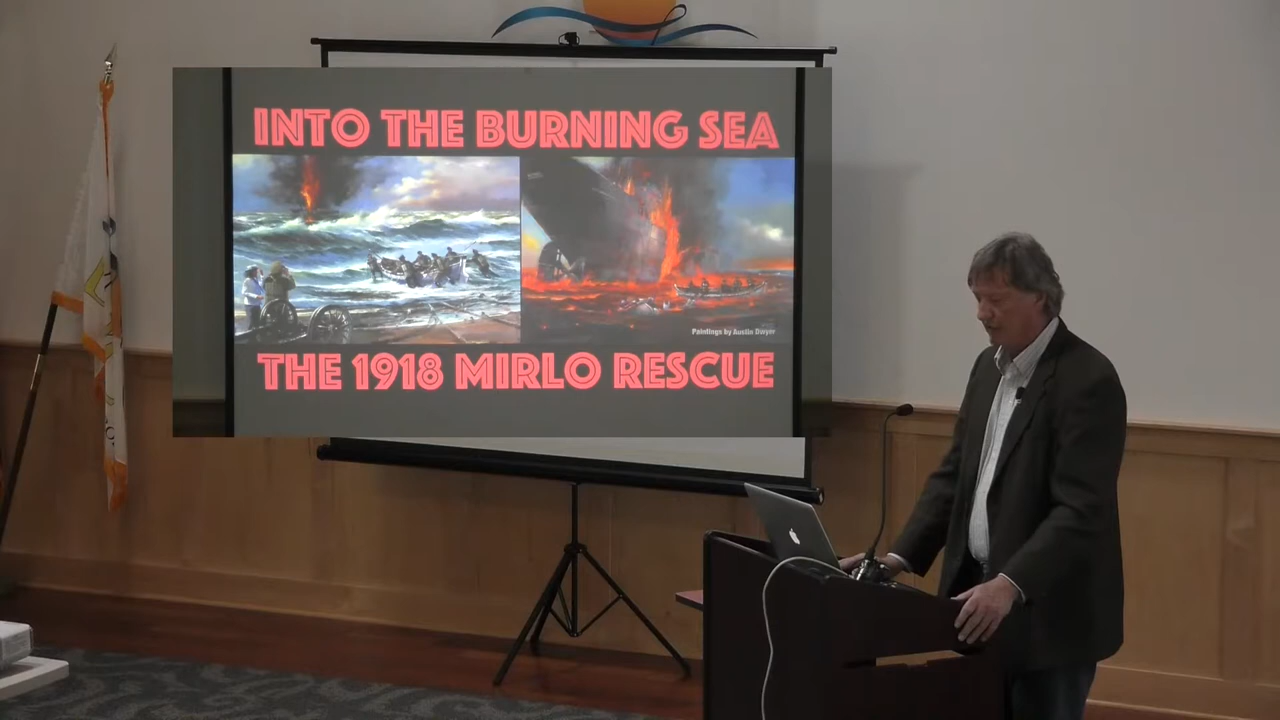 INTO THE BURNING SEA
Paintings by Austin Dwyer
THE 1918 MIRLO RESCUE